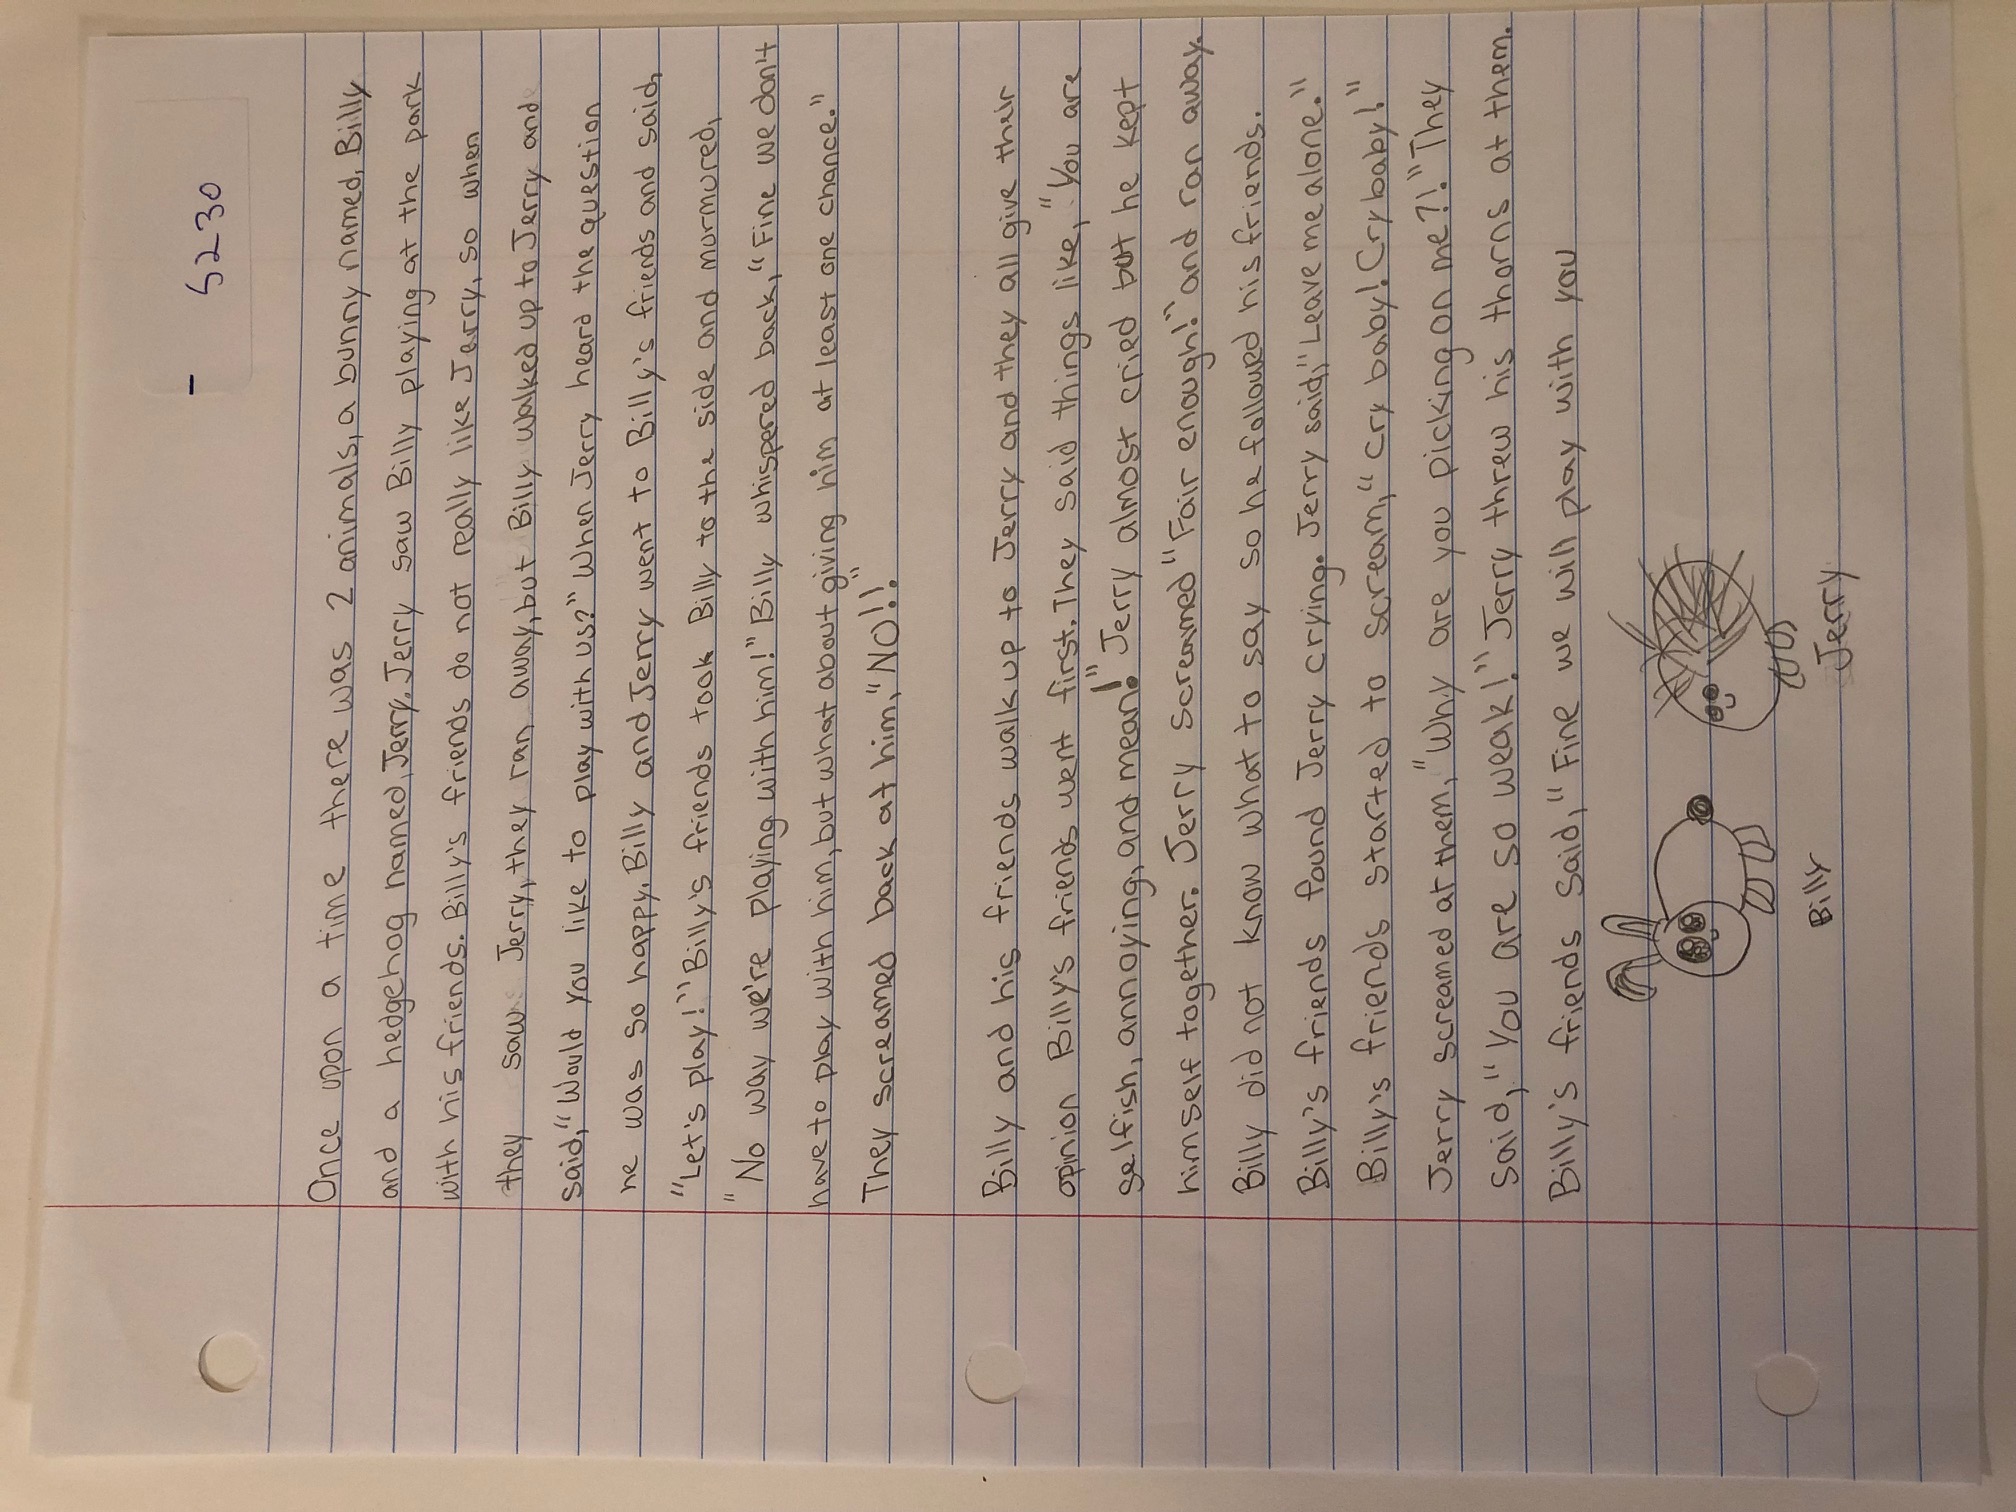 - 5230
Once upon a time there was 2 animals, a bunny named, Billy
and a hedgehog named, Jerry. Jerry saw Billy playing at the park
with his friends. Billy's friends do not really like Jerry, so when
they saw Jerry, they ran away, but Billy walked up to Jerry and
said, "Would you like to play with us?" When Jerry heard the question
he was so happy. Billy and Jerry went to Billy's friends and said,
"Let's play!" Billy's friends took Billy to the side and murmured,
"No way we're playing with him!" Billy whispered back, "Fine we don't
have to play with him, but what about giving him at least one chance."
They screamed back at him, "NO!!"
Billy and his friends walk up to Jerry and they all give their
opinion Billy's friends went first. They said things like, "You are
selfish, annoying, and mean!" Jerry almost cried but he kept
himself together. Jerry screamed "Fair enough!" and ran away.
Billy did not know what to say so he followed his friends.
Billy's friends found Jerry crying. Jerry said, "Leave me alone."
Billy's friends started to scream, "Cry baby! Cry baby!"
Jerry screamed at them, "Why are you picking on me?!" They
said, "You are so weak!" Jerry threw his thorns at them.
Billy's friends said, "Fine we will play with you
Billy
Jerry